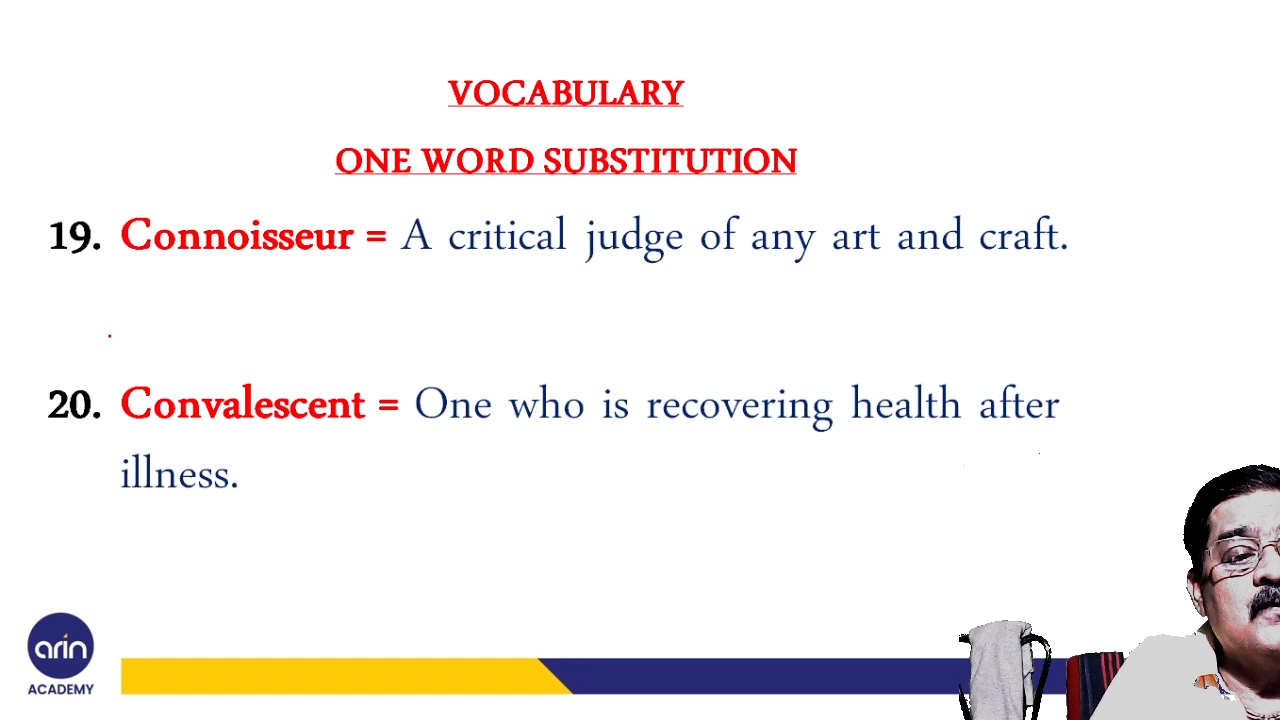 VOCABULARY
ONE WORD SUBSTITUTION
19. Connoisseur = A critical judge of any art and craft.
20. Convalescent = One who is recovering health after
illness.
arin
ACADEMY